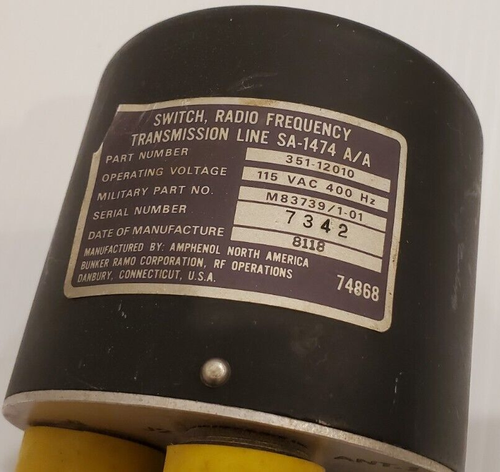 SWITCH, RADIO FREQUENCY
TRANSMISSION LINE SA-1474 A/A
PART NUMBER 351-12010
OPERATING VOLTAGE 115 VAC 400 Hz
MILITARY PART NO. M83739/1-01
SERIAL NUMBER 7342
DATE OF MANUFACTURE 8118
MANUFACTURED BY: AMPHENOL NORTH AMERICA
BUNKER RAMO CORPORATION, RF OPERATIONS
DANBURY, CONNECTICUT, U.S.A. 74868